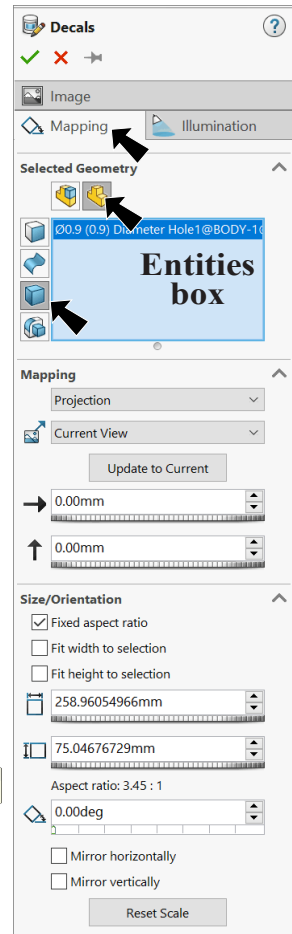 Decals
?
Image
Mapping
Illumination
Selected Geometry
Ø0.9 (0.9) Diameter Hole1@BODY-1@
Entities
box
Mapping
Projection
Current View
Update to Current
0.00mm
0.00mm
Size/Orientation
Fixed aspect ratio
Fit width to selection
Fit height to selection
258.96054966mm
75.04676729mm
Aspect ratio: 3.45 : 1
0.00deg
Mirror horizontally
Mirror vertically
Reset Scale